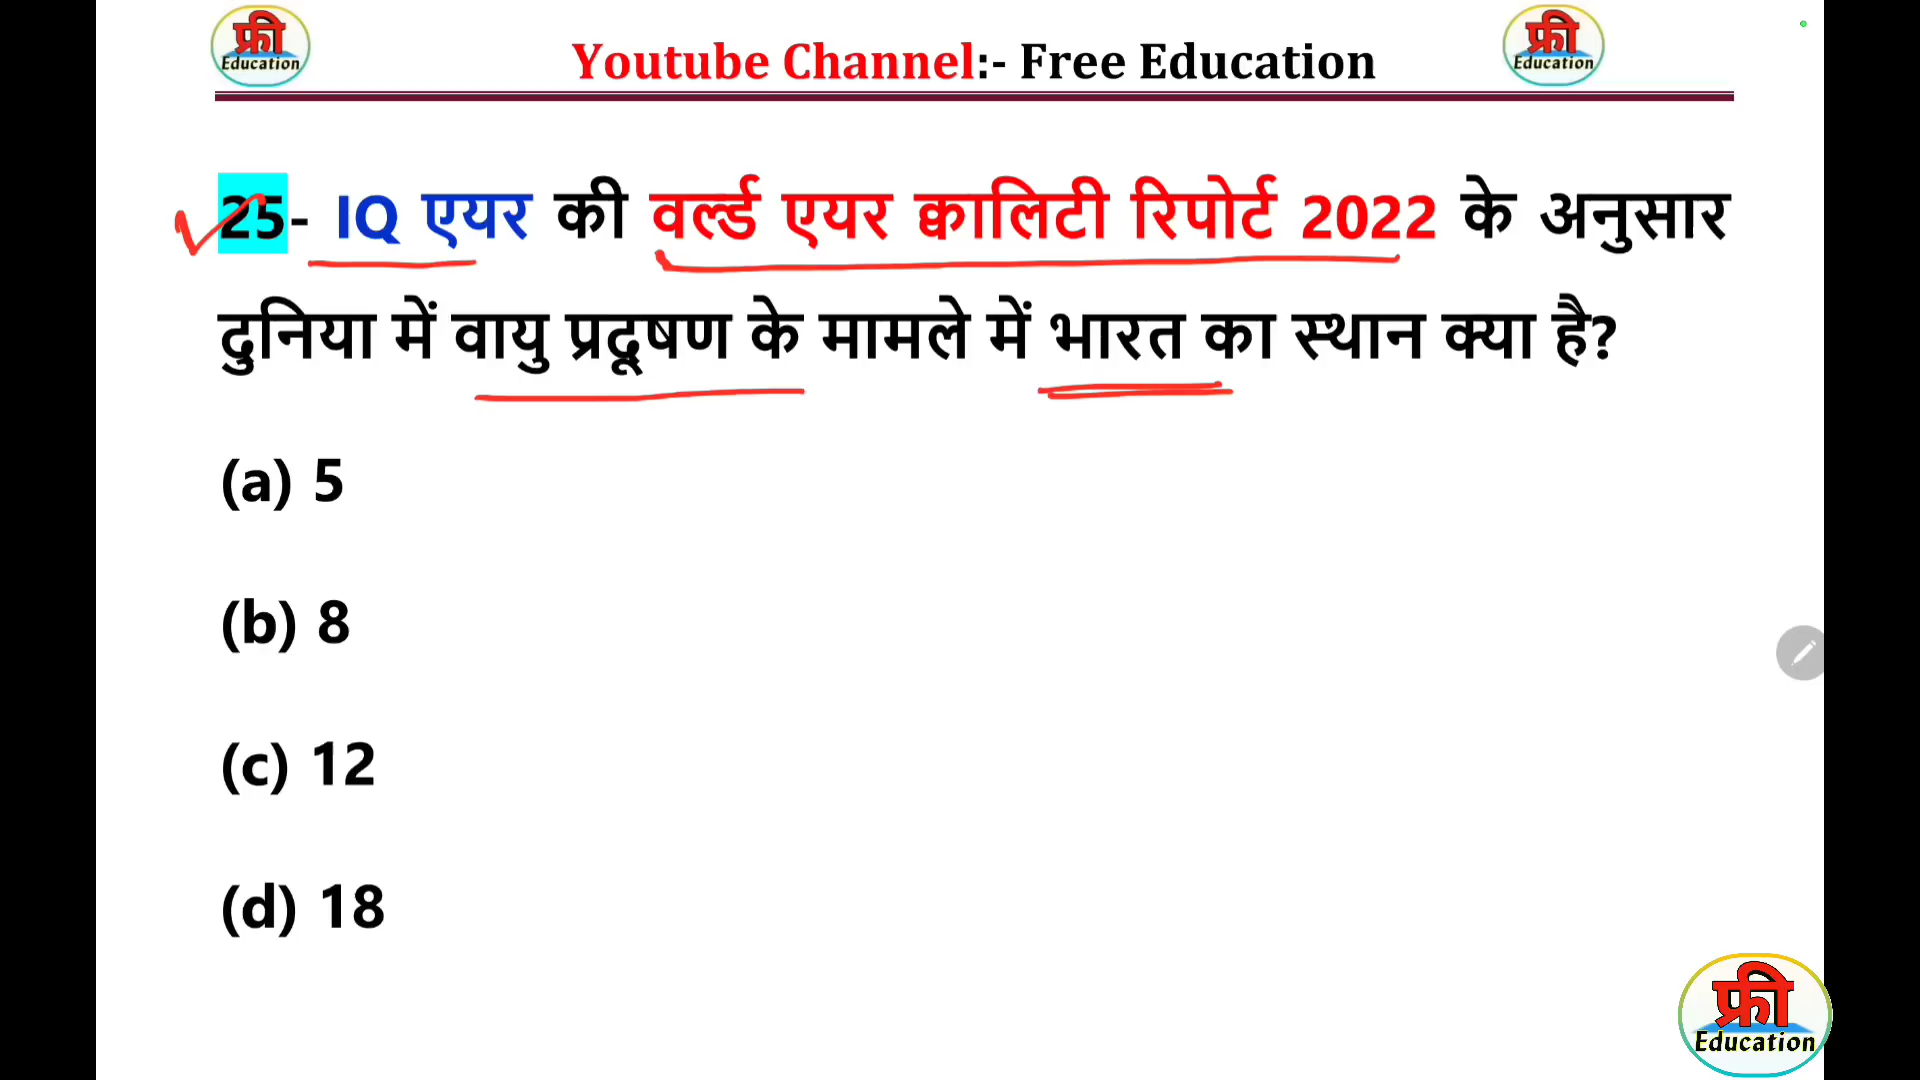 फ्री
Education
Youtube Channel:- Free Education
फ्री
Education
25- IQ एयर की वर्ल्ड एयर क्वालिटी रिपोर्ट 2022 के अनुसार
दुनिया में वायु प्रदूषण के मामले में भारत का स्थान क्या है?
(a) 5
(b) 8
(c) 12
(d) 18
फ्री
Education